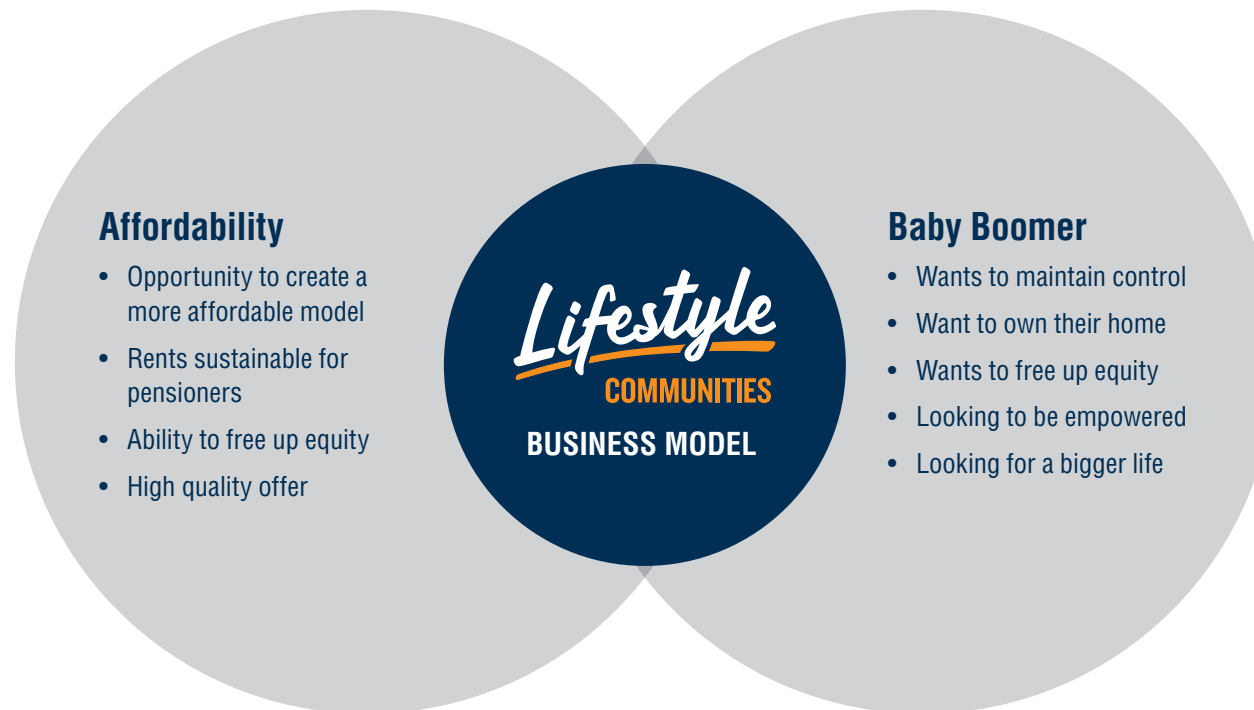 Affordability
• Opportunity to create a
more affordable model
• Rents sustainable for
pensioners
• Ability to free up equity
• High quality offer
Lifestyle
COMMUNITIES
BUSINESS MODEL
Baby Boomer
• Wants to maintain control
• Want to own their home
• Wants to free up equity
• Looking to be empowered
• Looking for a bigger life